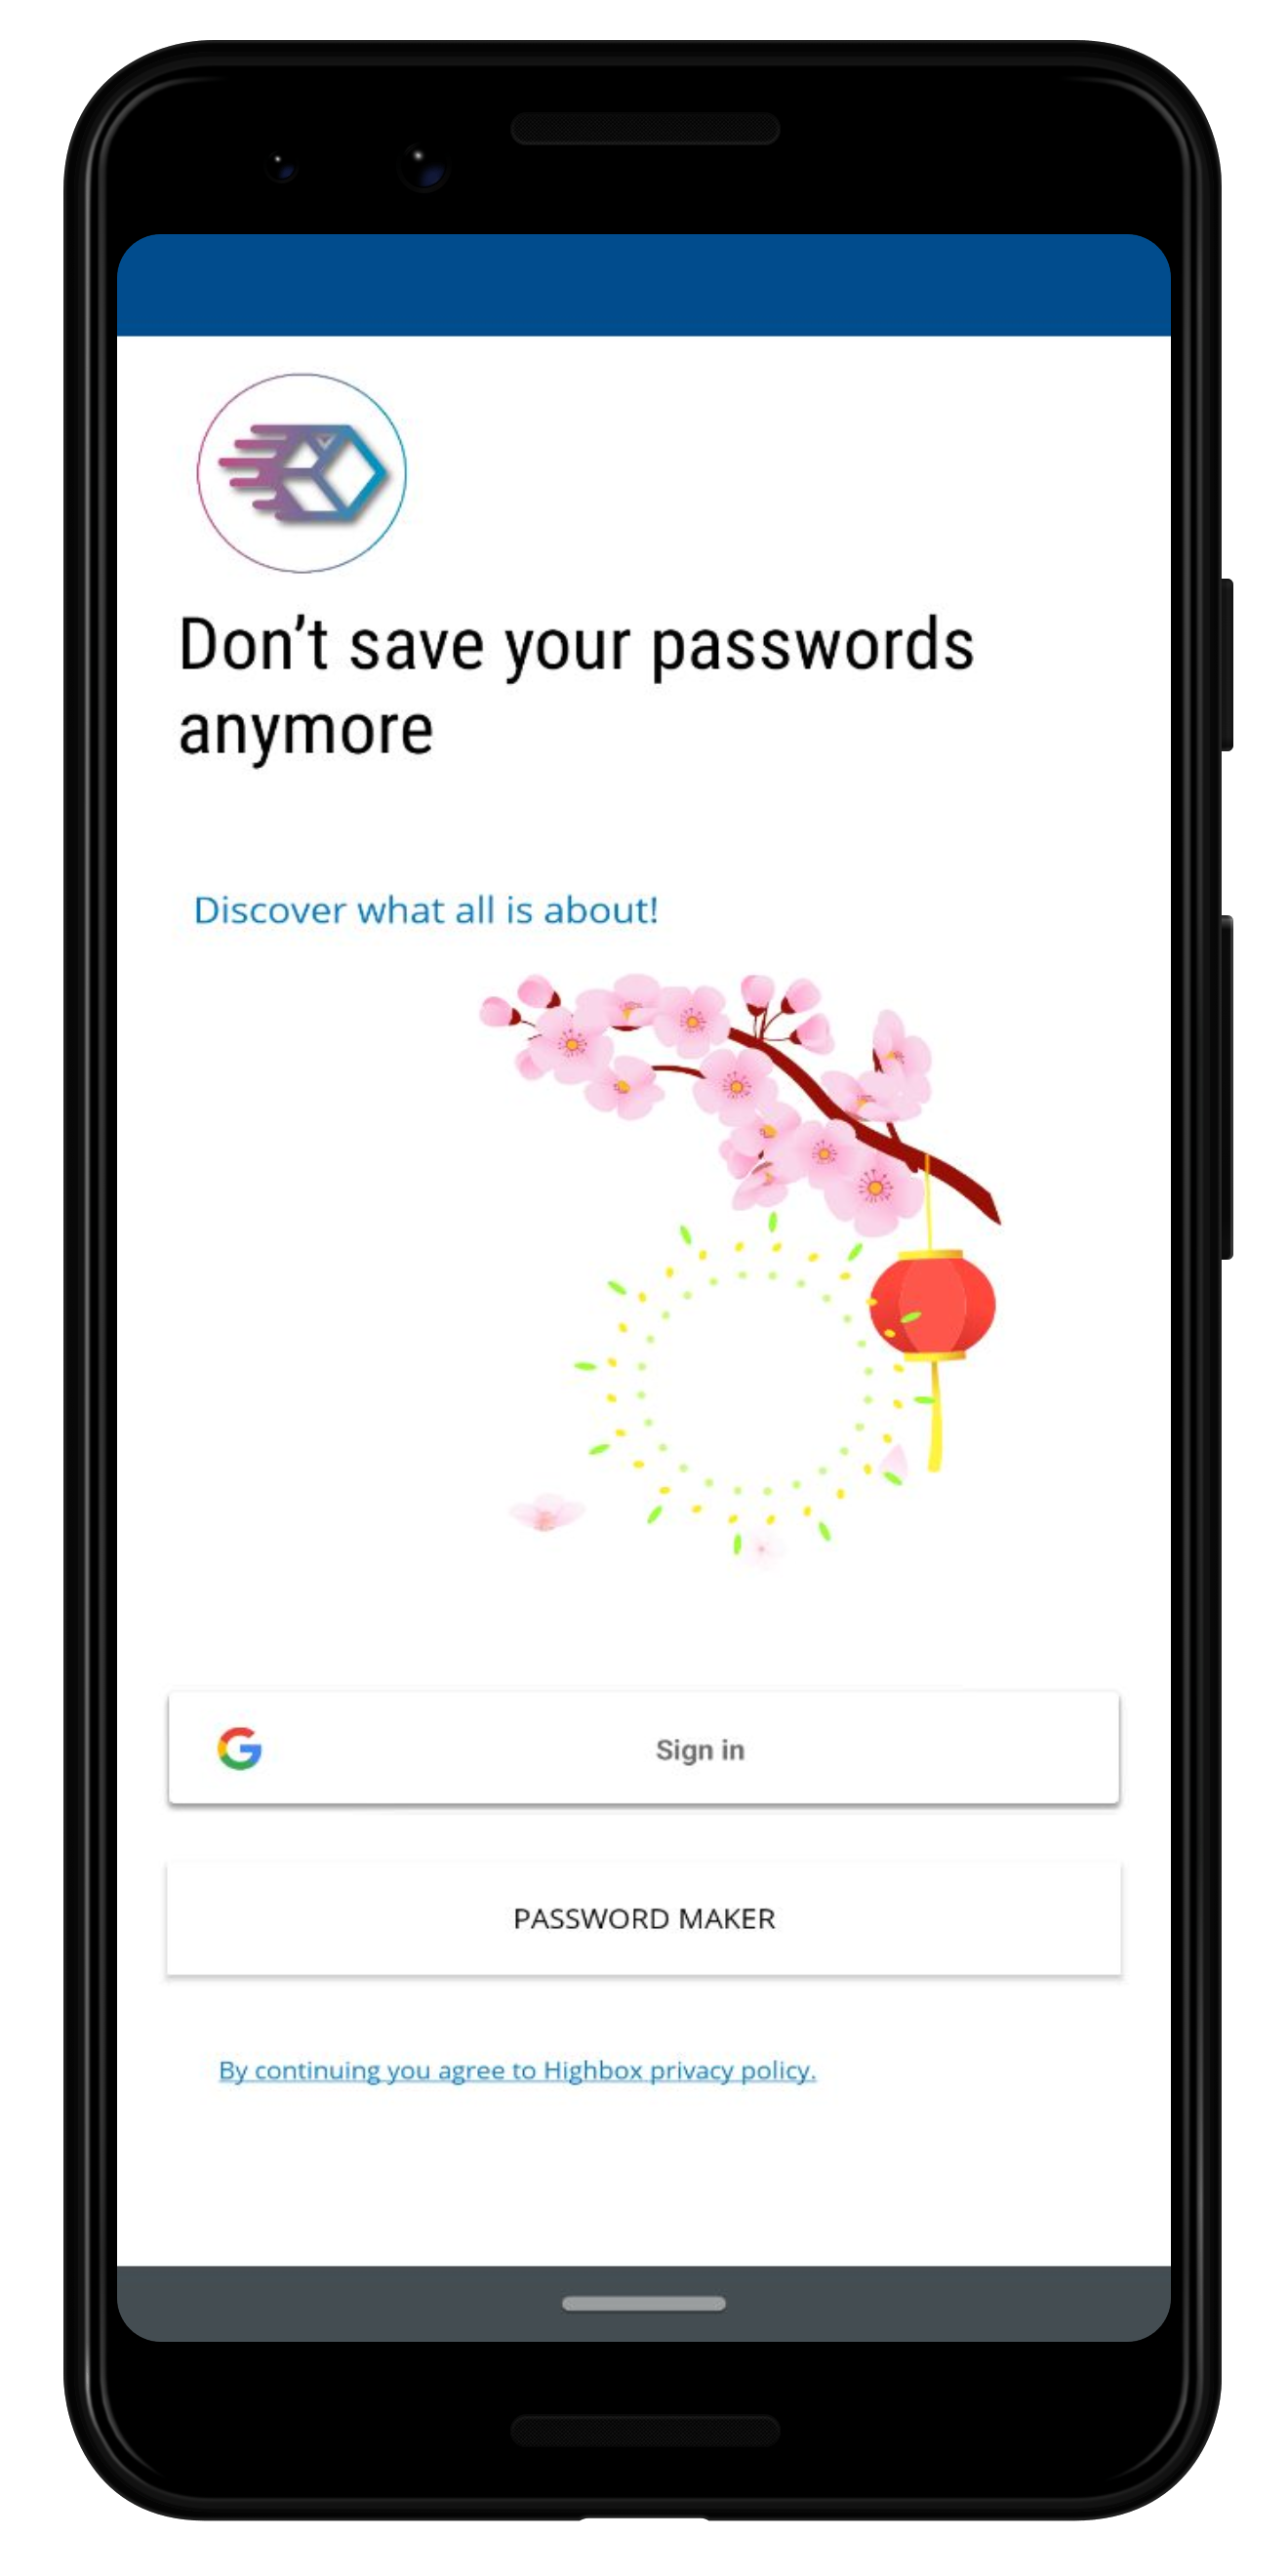 Don’t save your passwords
anymore
Discover what all is about!
Sign in
PASSWORD MAKER
By continuing you agree to Highbox privacy policy.